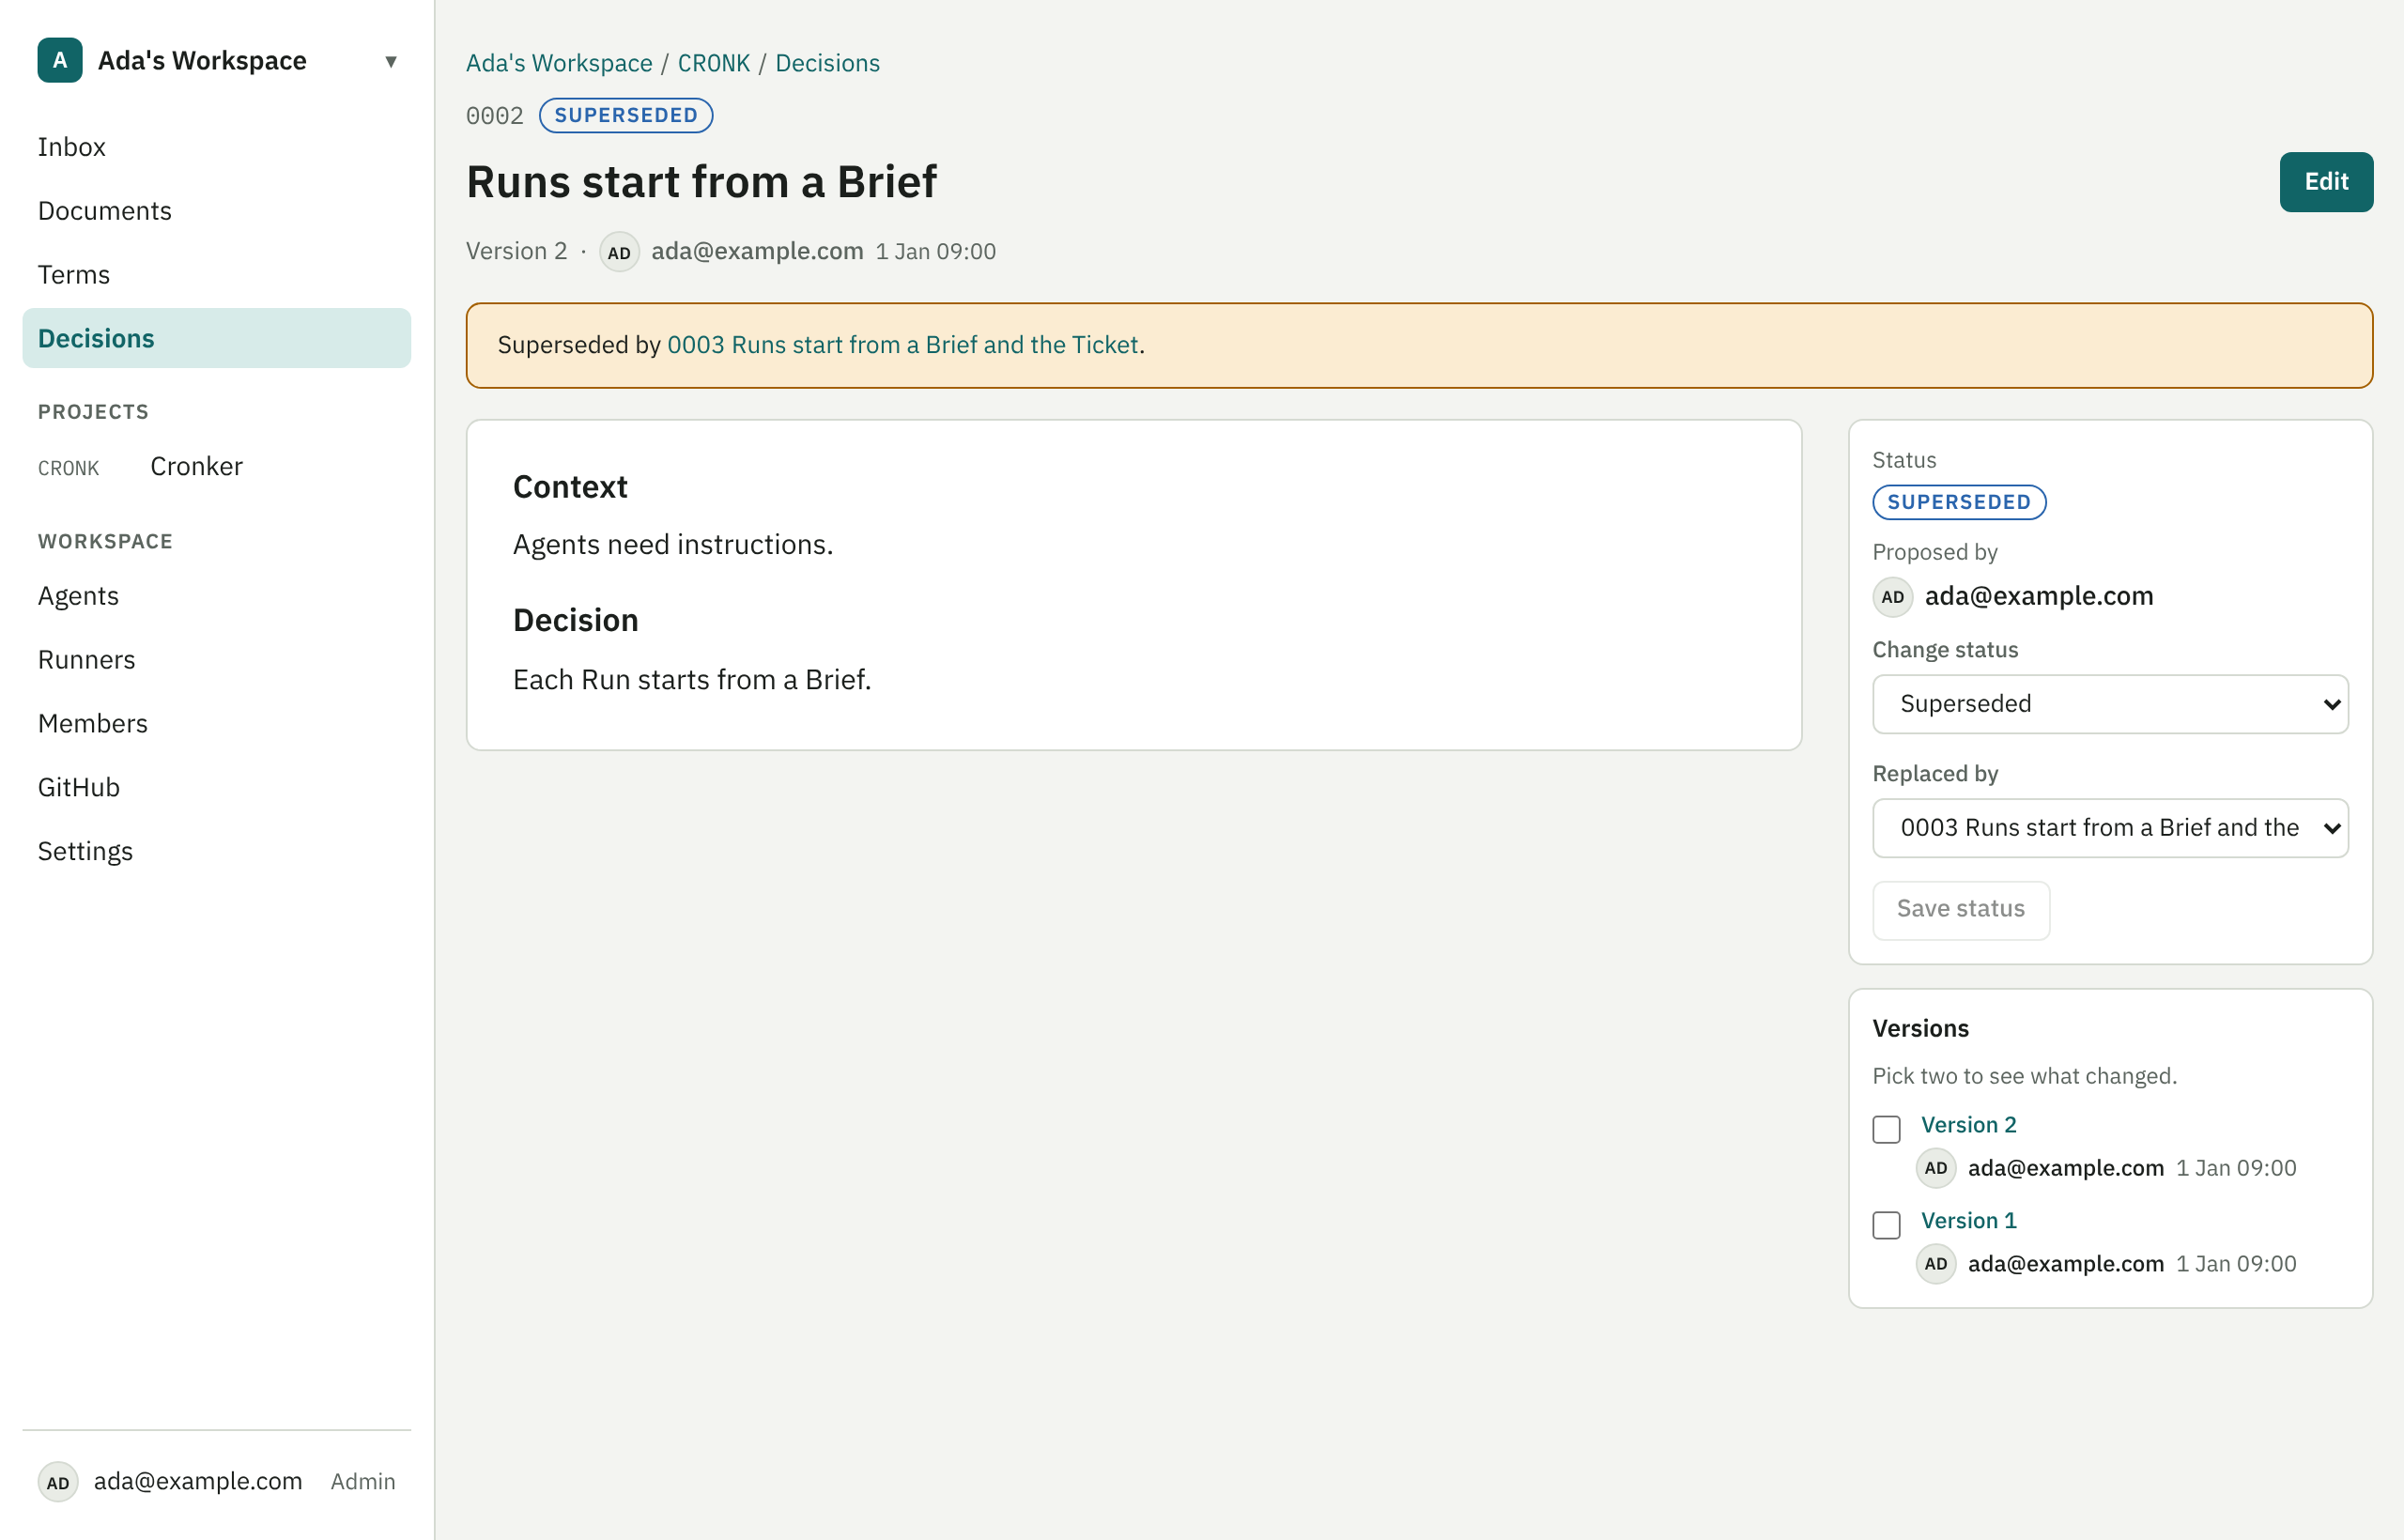 A Ada's Workspace ▼
Inbox
Documents
Terms
Decisions
PROJECTS
CRONK Cronker
WORKSPACE
Agents
Runners
Members
GitHub
Settings
AD ada@example.com Admin
Ada's Workspace / CRONK / Decisions
0002 SUPERSEDED
Runs start from a Brief
Edit
Version 2 · AD ada@example.com 1 Jan 09:00
Superseded by 0003 Runs start from a Brief and the Ticket.
Context
Agents need instructions.
Decision
Each Run starts from a Brief.
Status
SUPERSEDED
Proposed by
AD ada@example.com
Change status
Superseded
Replaced by
0003 Runs start from a Brief and the
Save status
Versions
Pick two to see what changed.
Version 2
AD ada@example.com 1 Jan 09:00
Version 1
AD ada@example.com 1 Jan 09:00